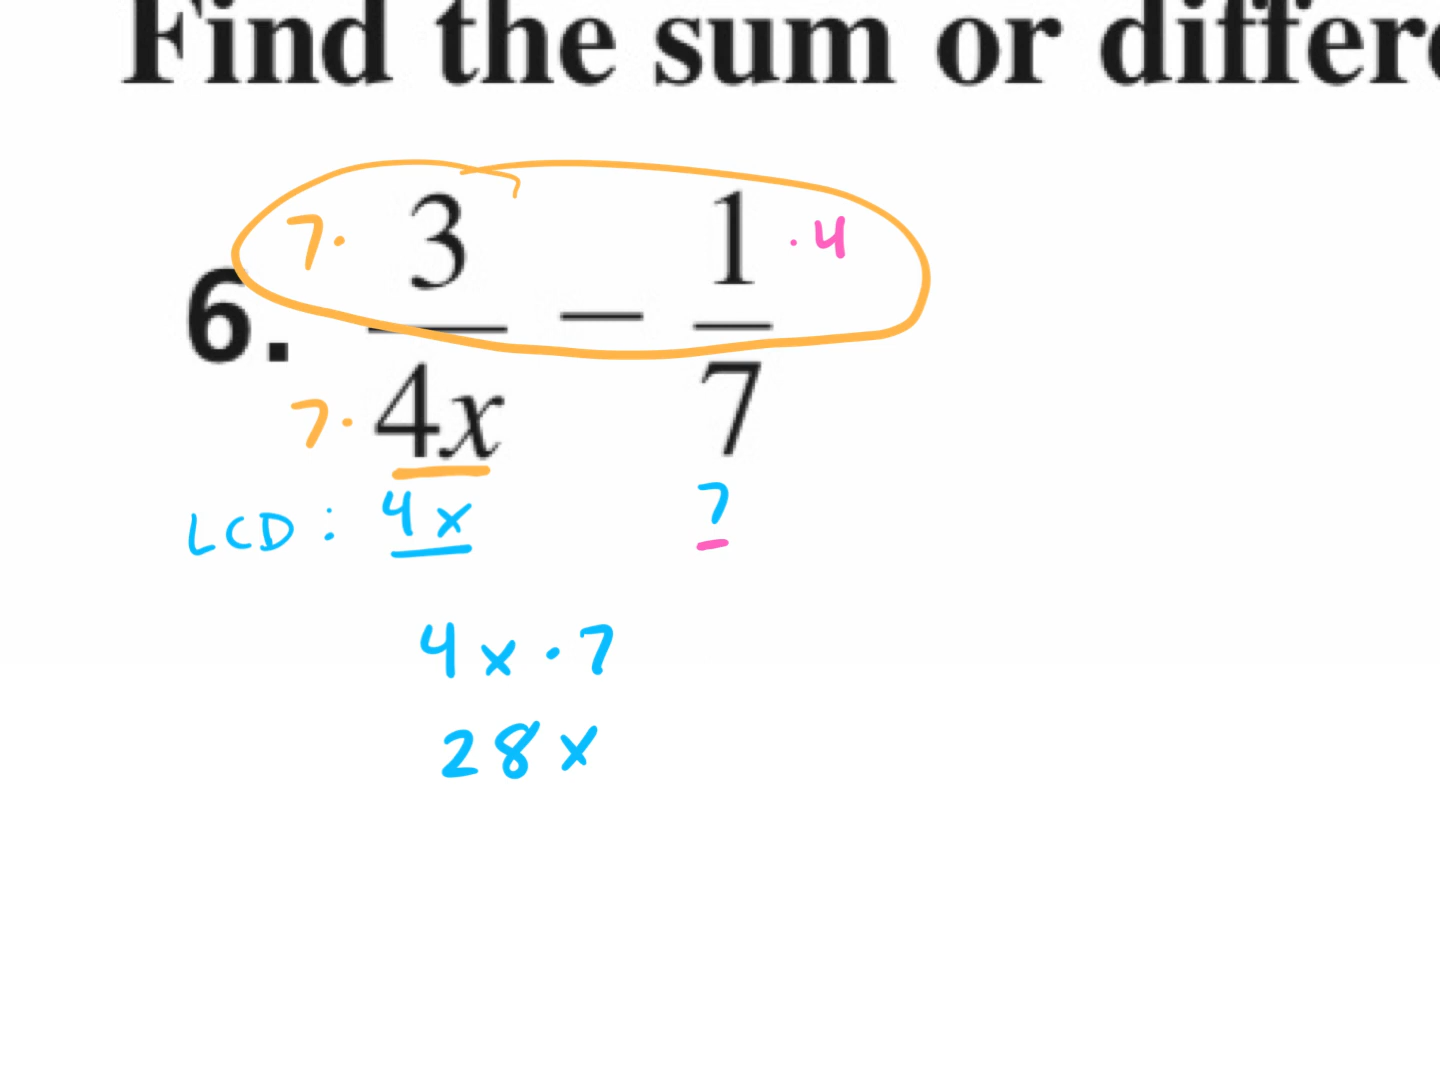 Find the sum or differe
6. 7· 3 − 1 · 4
7· 4x 7
LCD : 4x 7
4x · 7
28x